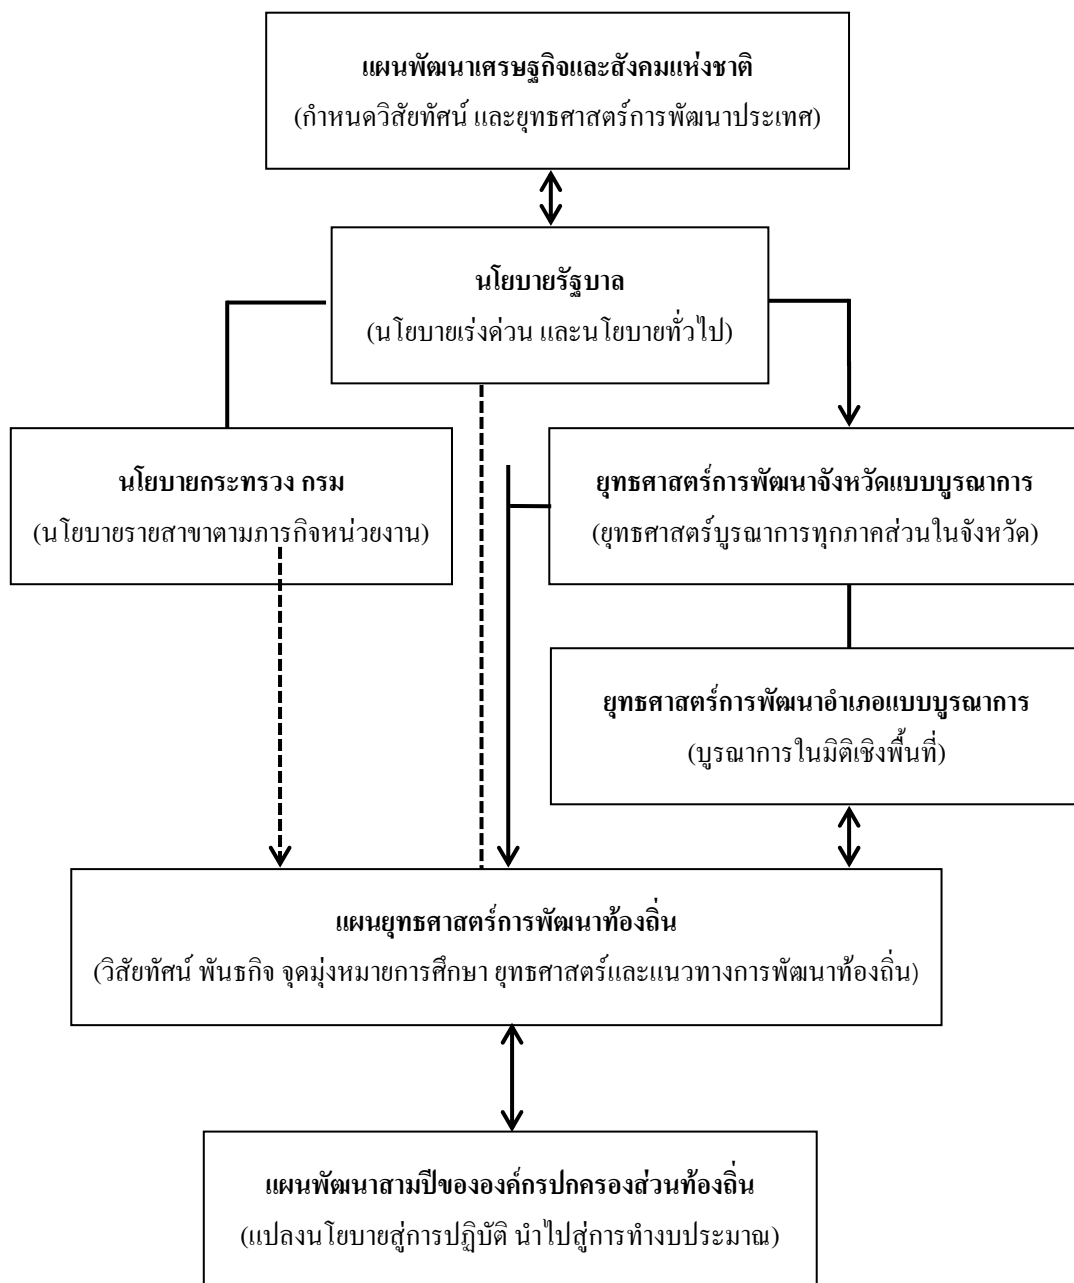 แผนพัฒนาเศรษฐกิจและสังคมแห่งชาติ
(กำหนดวิสัยทัศน์ และยุทธศาสตร์การพัฒนาประเทศ)
นโยบายรัฐบาล
(นโยบายเร่งด่วน และนโยบายทั่วไป)
นโยบายกระทรวง กรม
(นโยบายรายสาขาตามภารกิจหน่วยงาน)
ยุทธศาสตร์การพัฒนาจังหวัดแบบบูรณาการ
(ยุทธศาสตร์บูรณาการทุกภาคส่วนในจังหวัด)
ยุทธศาสตร์การพัฒนาอำเภอแบบบูรณาการ
(บูรณาการในมิติเชิงพื้นที่)
แผนยุทธศาสตร์การพัฒนาท้องถิ่น
(วิสัยทัศน์ พันธกิจ จุดมุ่งหมายการศึกษา ยุทธศาสตร์และแนวทางการพัฒนาท้องถิ่น)
แผนพัฒนาสามปีขององค์กรปกครองส่วนท้องถิ่น
(แปลงนโยบายสู่การปฏิบัติ นำไปสู่การทำงบประมาณ)